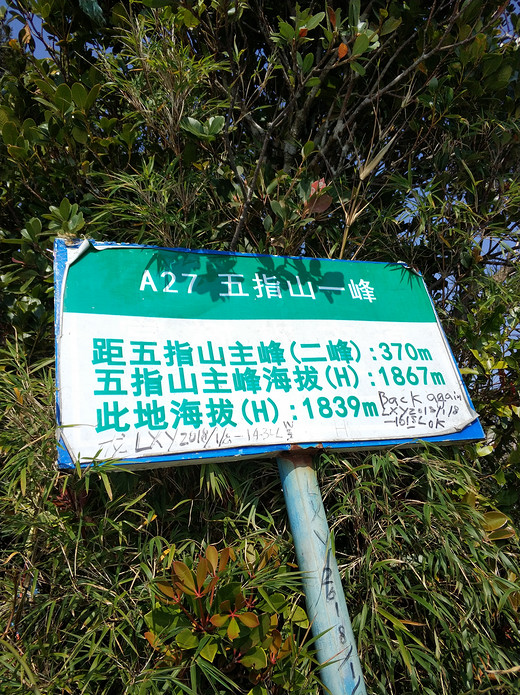 A27 五指山一峰
距五指山主峰(二峰):370m
五指山主峰海拔(H):1867m
此地海拔(H):1839m
Back again
OK